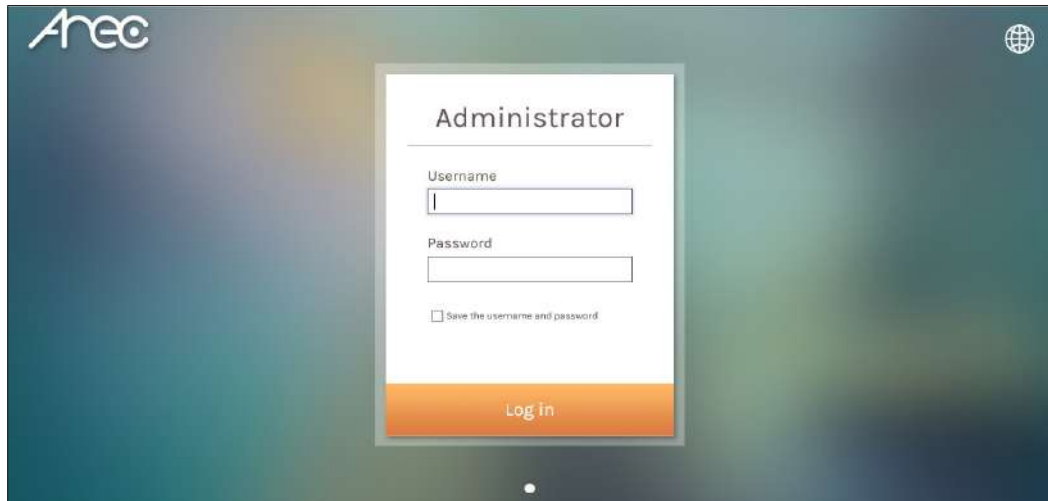 Arec
Administrator
Username
Password
Save the username and password
Log in